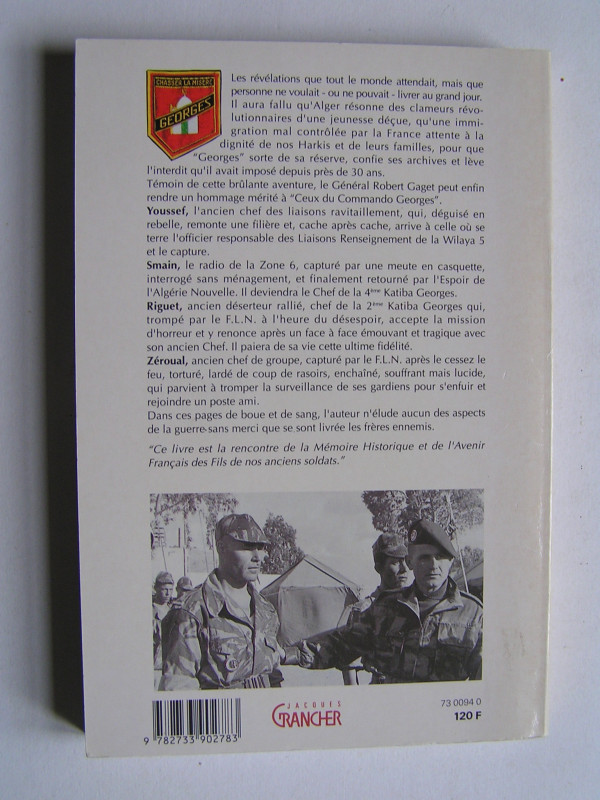 CHASSER LA MISÈRE
GEORGES
Les révélations que tout le monde attendait, mais que
personne ne voulait - ou ne pouvait - livrer au grand jour.
Il aura fallu qu'Alger résonne des clameurs révo-
lutionnaires d'une jeunesse déçue, qu'une immi-
gration mal contrôlée par la France attente à la
dignité de nos Harkis et de leurs familles, pour que
"Georges" sorte de sa réserve, confie ses archives et lève
l'interdit qu'il avait imposé depuis près de 30 ans.
Témoin de cette brûlante aventure, le Général Robert Gaget peut enfin
rendre un hommage mérité à "Ceux du Commando Georges".
Youssef, l'ancien chef des liaisons ravitaillement, qui, déguisé en
rebelle, remonte une filière et, cache après cache, arrive à celle où se
terre l'officier responsable des Liaisons Renseignement de la Wilaya 5
et le capture.
Smain, le radio de la Zone 6, capturé par une meute en casquette,
interrogé sans ménagement, et finalement retourné par l'Espoir de
l'Algérie Nouvelle. Il deviendra le Chef de la 4ème Katiba Georges.
Riguet, ancien déserteur rallié, chef de la 2ème Katiba Georges qui,
trompé par le F.L.N. à l'heure du désespoir, accepte la mission
d'horreur et y renonce après un face à face émouvant et tragique avec
son ancien Chef. Il paiera de sa vie cette ultime fidélité.
Zéroual, ancien chef de groupe, capturé par le F.L.N. après le cessez le
feu, torturé, lardé de coup de rasoirs, enchaîné, souffrant mais lucide,
qui parvient à tromper la surveillance de ses gardiens pour s'enfuir et
rejoindre un poste ami.
Dans ces pages de boue et de sang, l'auteur n'élude aucun des aspects
de la guerre-sans merci que se sont livrée les frères ennemis.
"Ce livre est la rencontre de la Mémoire Historique et de l'Avenir
Français des Fils de nos anciens soldats."
JACQUES
GRANCHER
73 0094 0
120 F
9 782733 902783